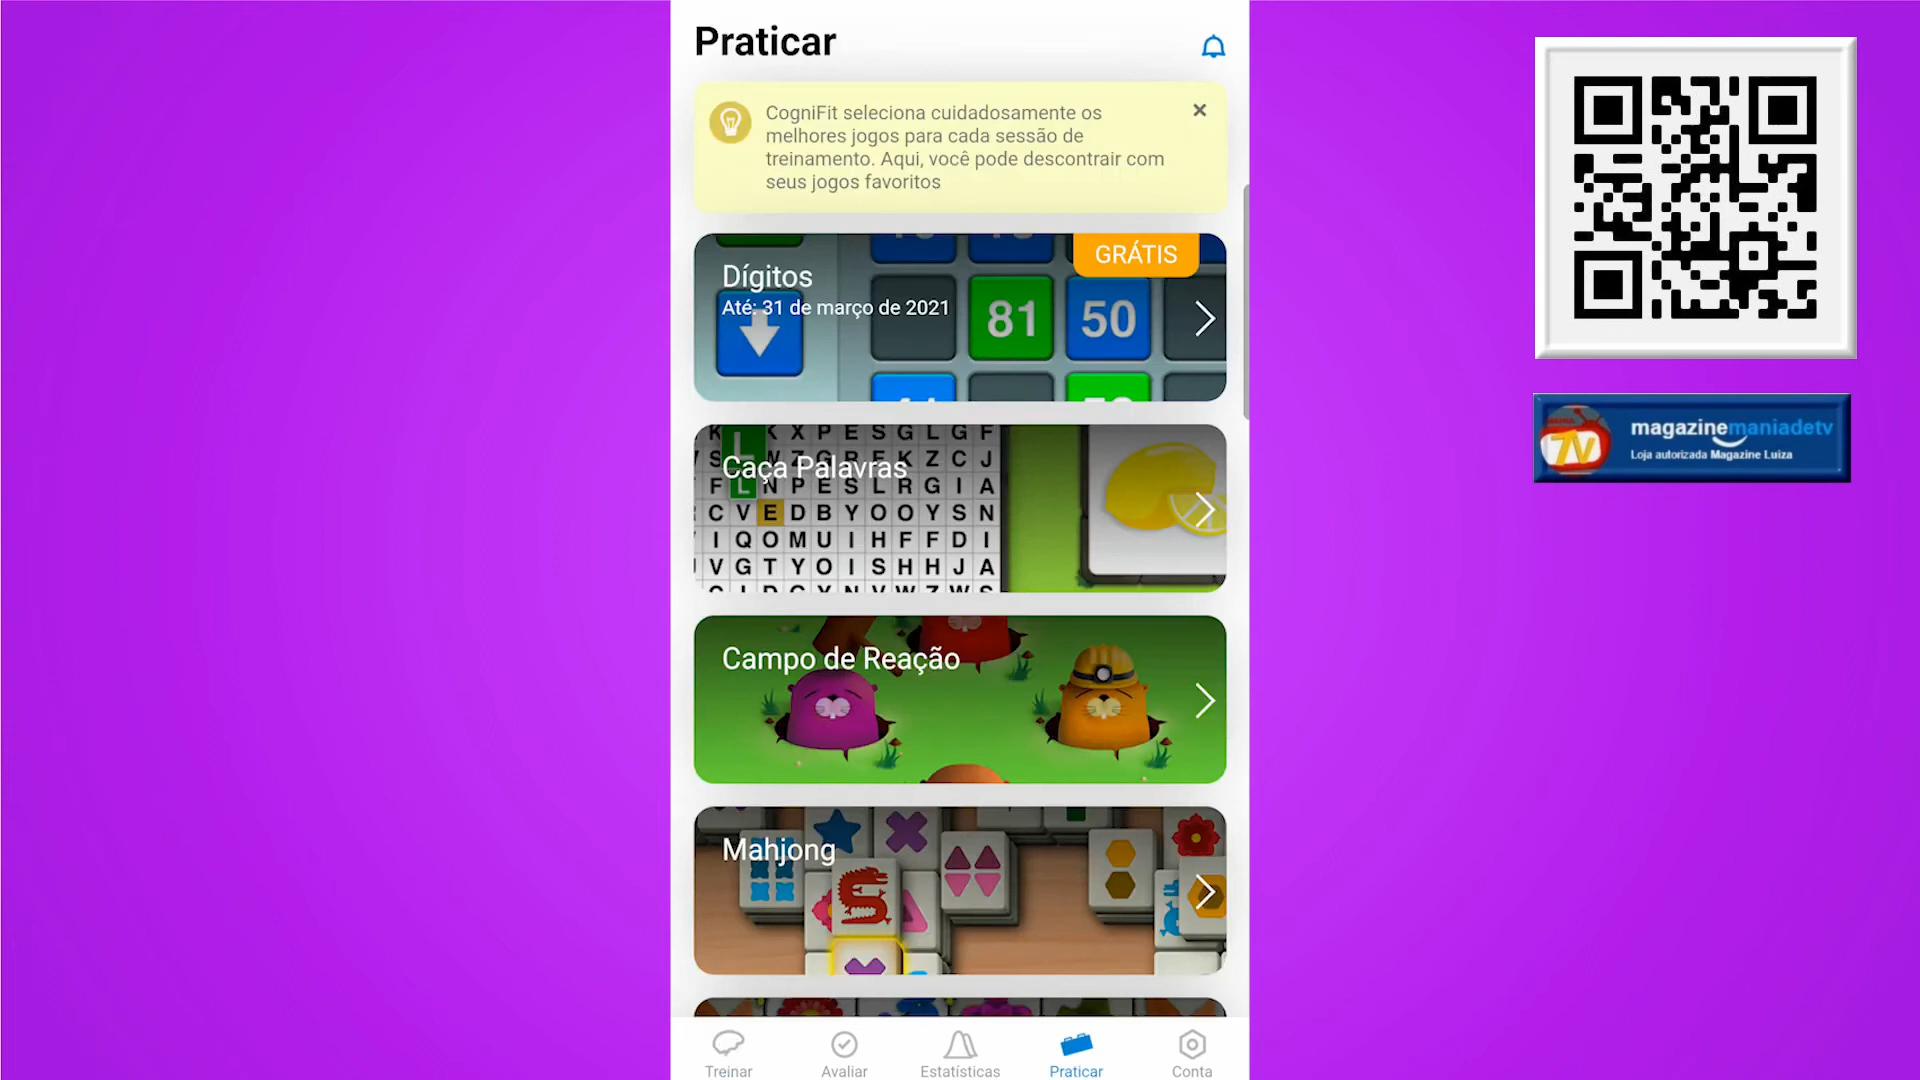 Praticar
CogniFit seleciona cuidadosamente os
melhores jogos para cada sessão de
treinamento. Aqui, você pode descontrair com
seus jogos favoritos
GRÁTIS
Dígitos
Até: 31 de março de 2021
81 50
Caça Palavras
K K X P E S G L G F
F L N P E S L R G I A
C V E D B Y O O Y S N
I Q O M U I H F F D I
V G T Y O I S H H J A
Campo de Reação
Mahjong
Treinar
Avaliar
Estatísticas
Praticar
Conta
TV
magazinemaniadetv
Loja autorizada Magazine Luiza